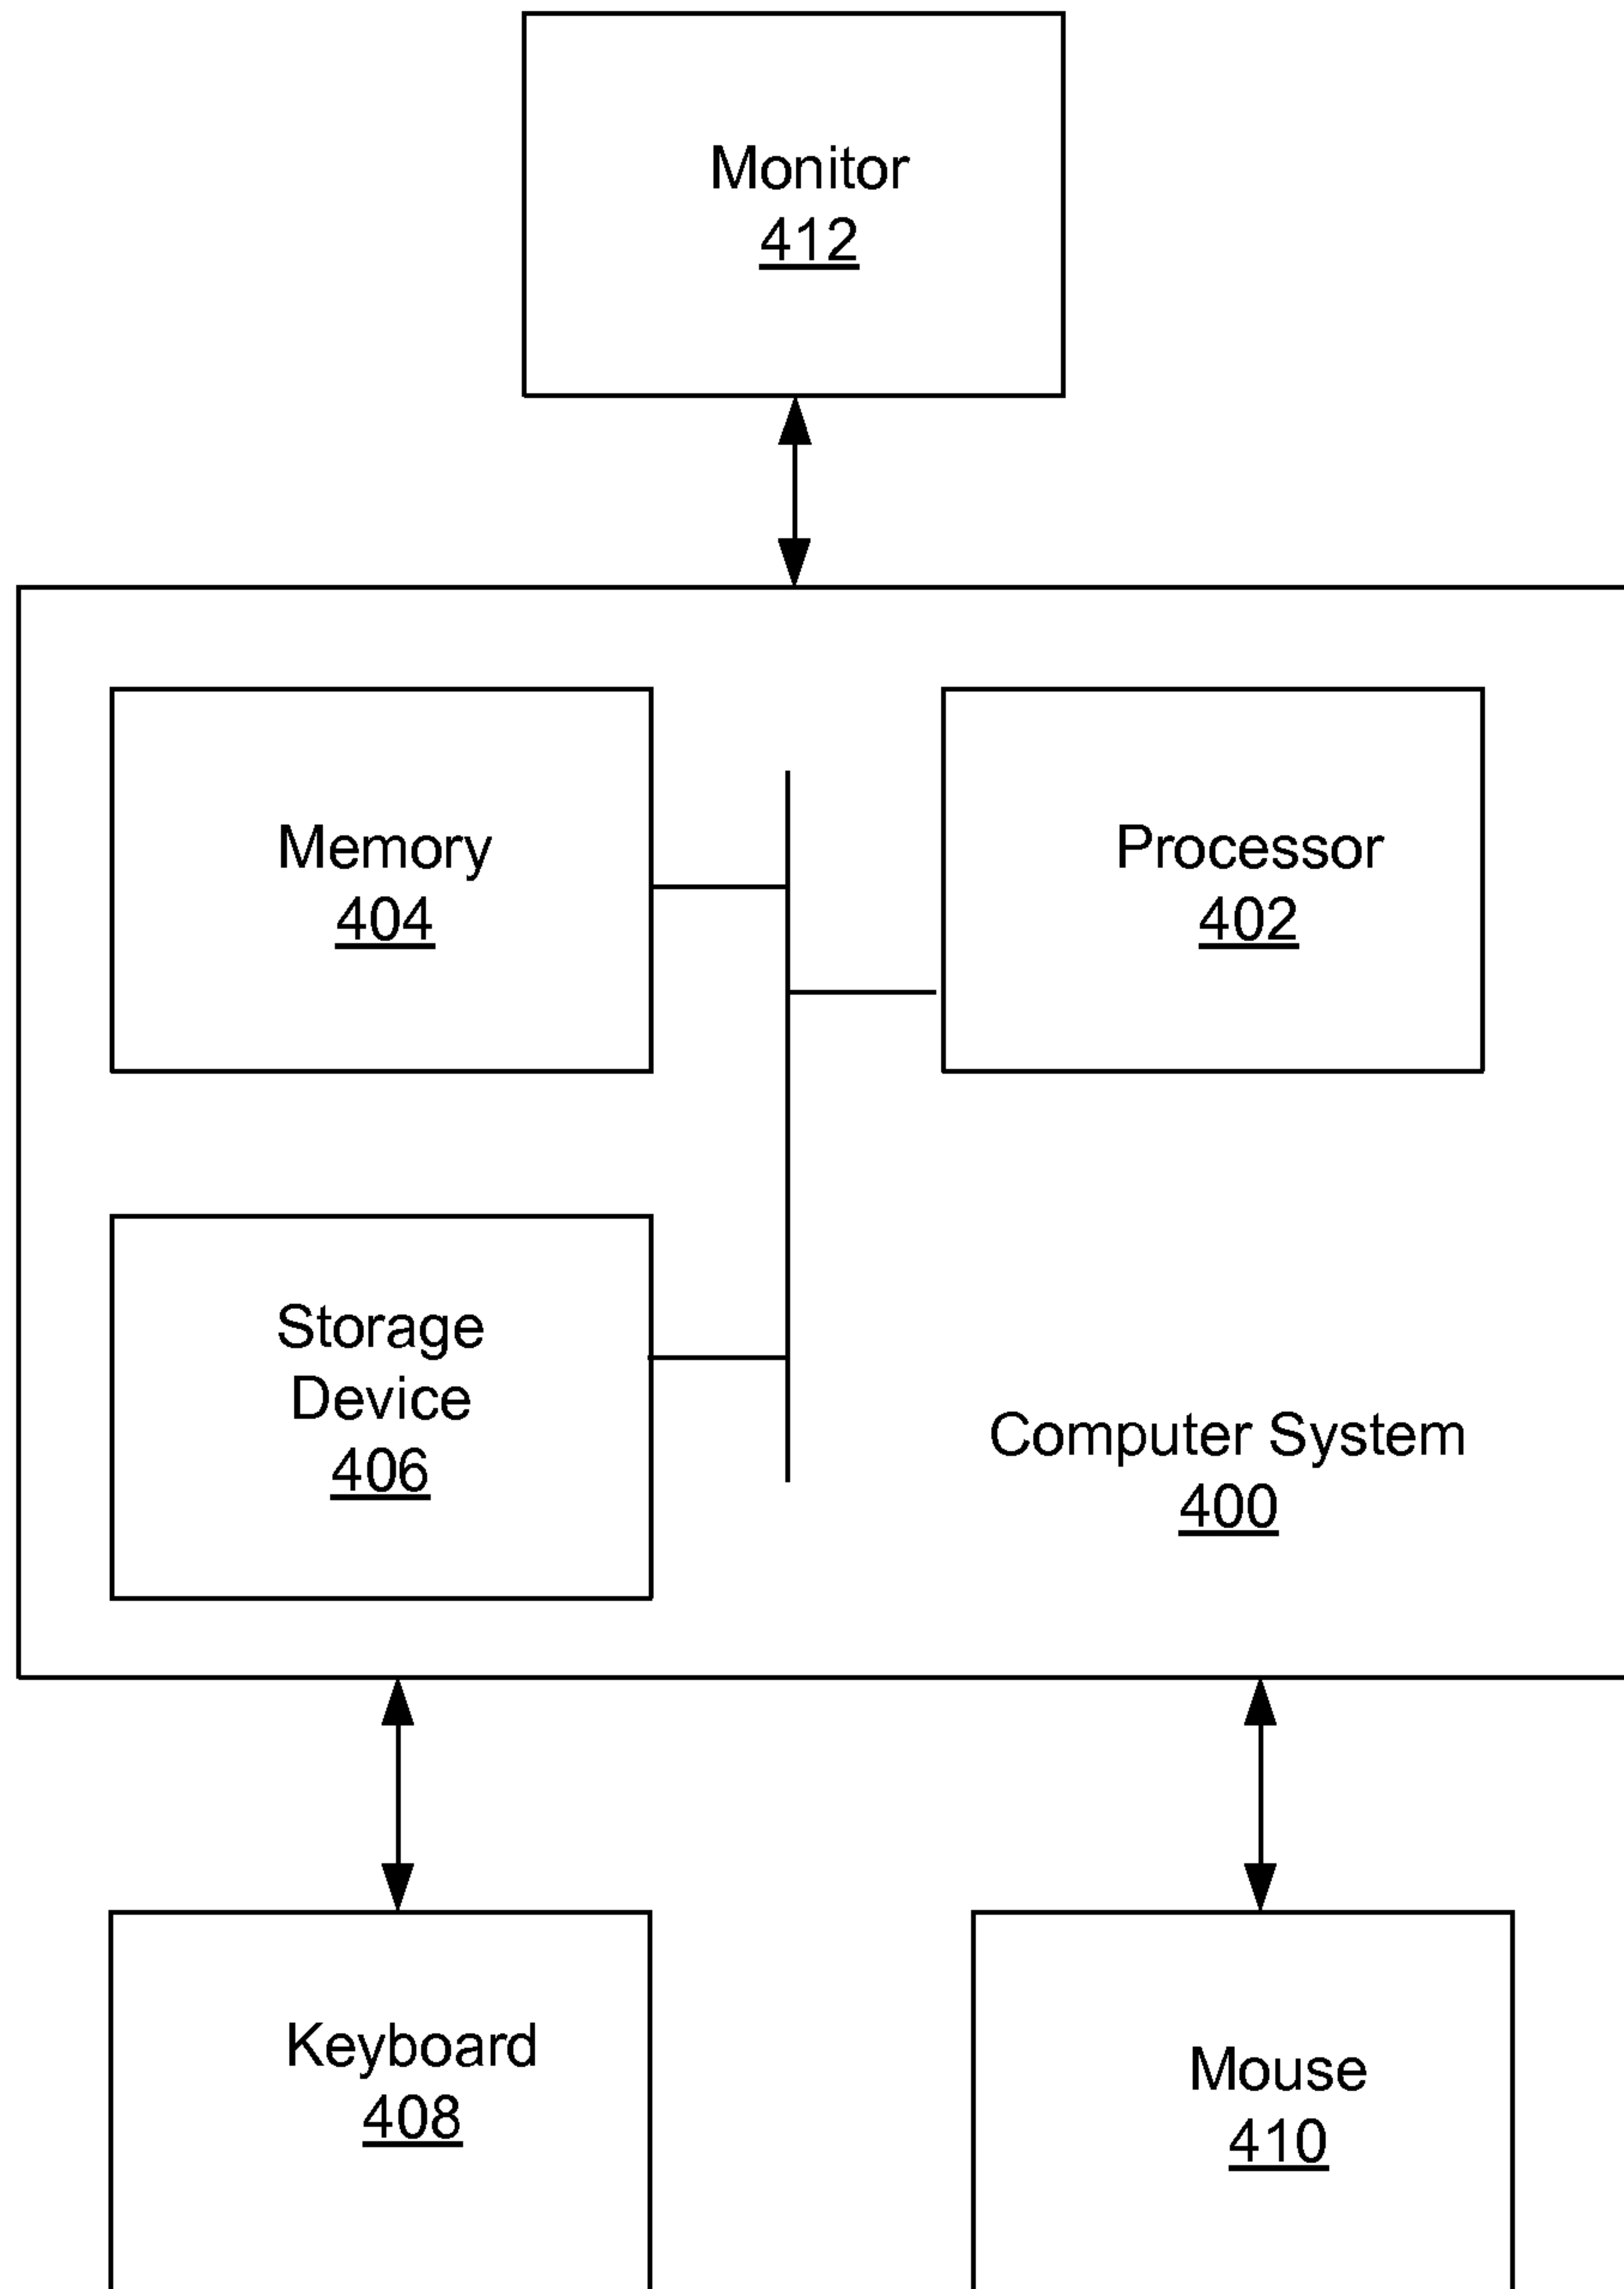 Monitor
412
Memory
404
Processor
402
Storage
Device
406
Computer System
400
Keyboard
408
Mouse
410